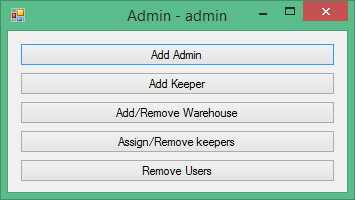 Admin - admin
Add Admin
Add Keeper
Add/Remove Warehouse
Assign/Remove keepers
Remove Users